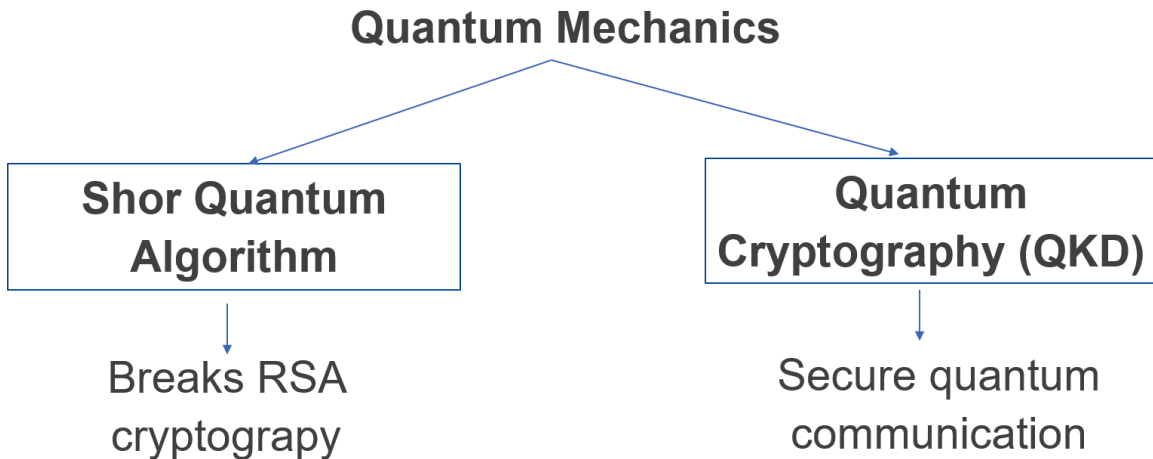 Quantum Mechanics
Shor Quantum
Algorithm
Quantum
Cryptography (QKD)
Breaks RSA
cryptograpy
Secure quantum
communication